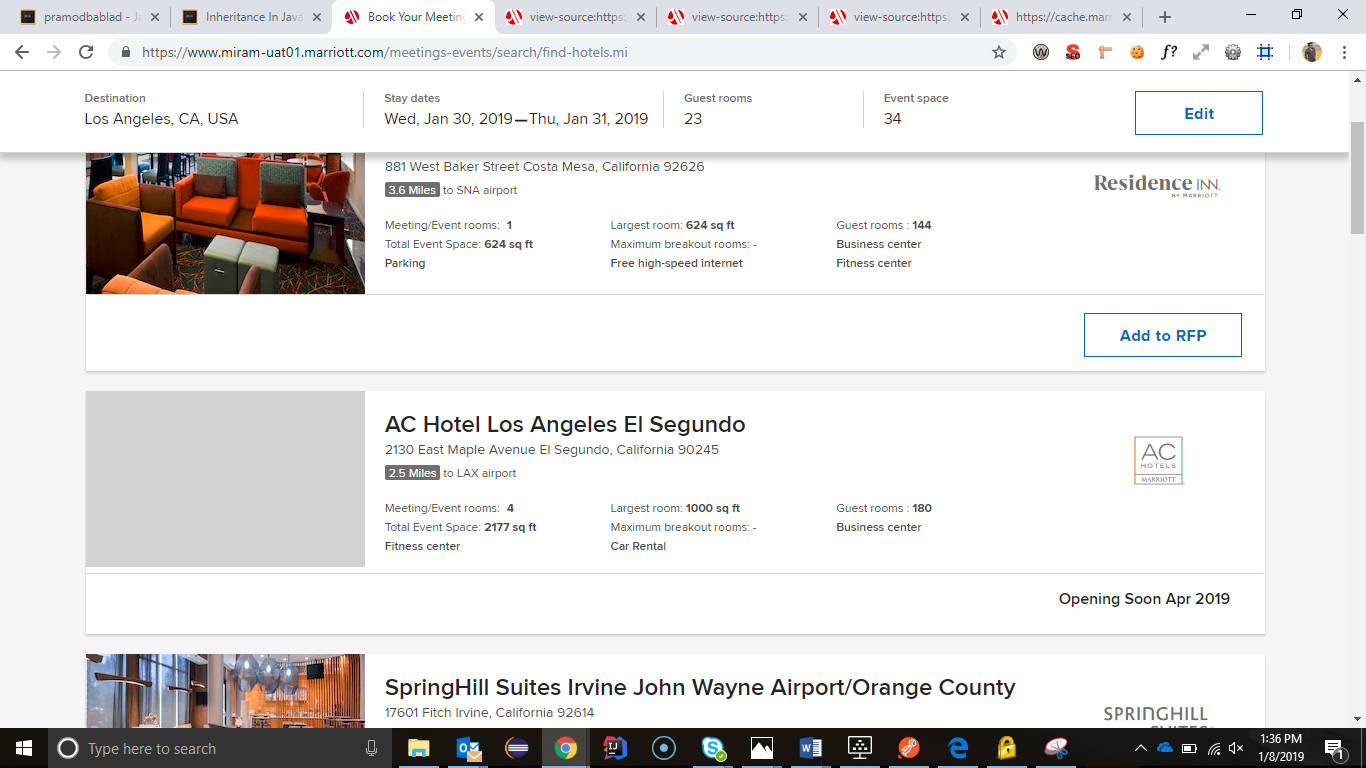 pramodbablad - Ja
Inheritance In Java
Book Your Meeting
view-source:https:
view-source:https:
view-source:https:
https://cache.marr
https://www.miram-uat01.marriott.com/meetings-events/search/find-hotels.mi
Destination
Los Angeles, CA, USA
Stay dates
Wed, Jan 30, 2019—Thu, Jan 31, 2019
Guest rooms
23
Event space
34
Edit
881 West Baker Street Costa Mesa, California 92626
3.6 Miles to SNA airport
Residence INN.
BY MARRIOTT
Meeting/Event rooms: 1
Largest room: 624 sq ft
Guest rooms : 144
Total Event Space: 624 sq ft
Maximum breakout rooms: -
Business center
Parking
Free high-speed internet
Fitness center
Add to RFP
AC Hotel Los Angeles El Segundo
2130 East Maple Avenue El Segundo, California 90245
2.5 Miles to LAX airport
AC
HOTELS
MARRIOTT
Meeting/Event rooms: 4
Largest room: 1000 sq ft
Guest rooms : 180
Total Event Space: 2177 sq ft
Maximum breakout rooms: -
Business center
Fitness center
Car Rental
Opening Soon Apr 2019
SpringHill Suites Irvine John Wayne Airport/Orange County
17601 Fitch Irvine, California 92614
SPRINGHILL
SUITES
Type here to search
1:36 PM
1/8/2019